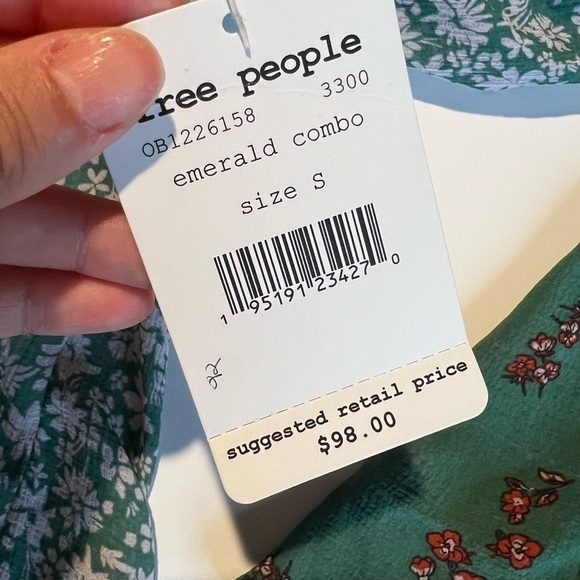 free people
OB1226158 3300
emerald combo
size S
1 95191 23427 0
suggested retail price
$98.00